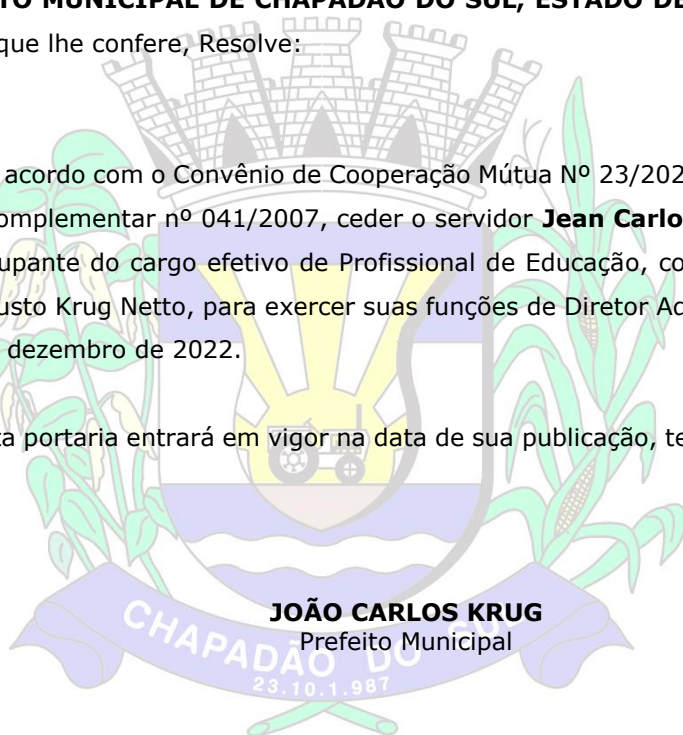 TO MUNICIPAL DE CHAPADÃO DO SUL, ESTADO DE
que lhe confere, Resolve:
acordo com o Convênio de Cooperação Mútua Nº 23/202
omplementar nº 041/2007, ceder o servidor Jean Carlo
upante do cargo efetivo de Profissional de Educação, co
usto Krug Netto, para exercer suas funções de Diretor Ad
dezembro de 2022.
ta portaria entrará em vigor na data de sua publicação, te
JOÃO CARLOS KRUG
Prefeito Municipal
CHAPADÃO DO SUL
23.10.1.987